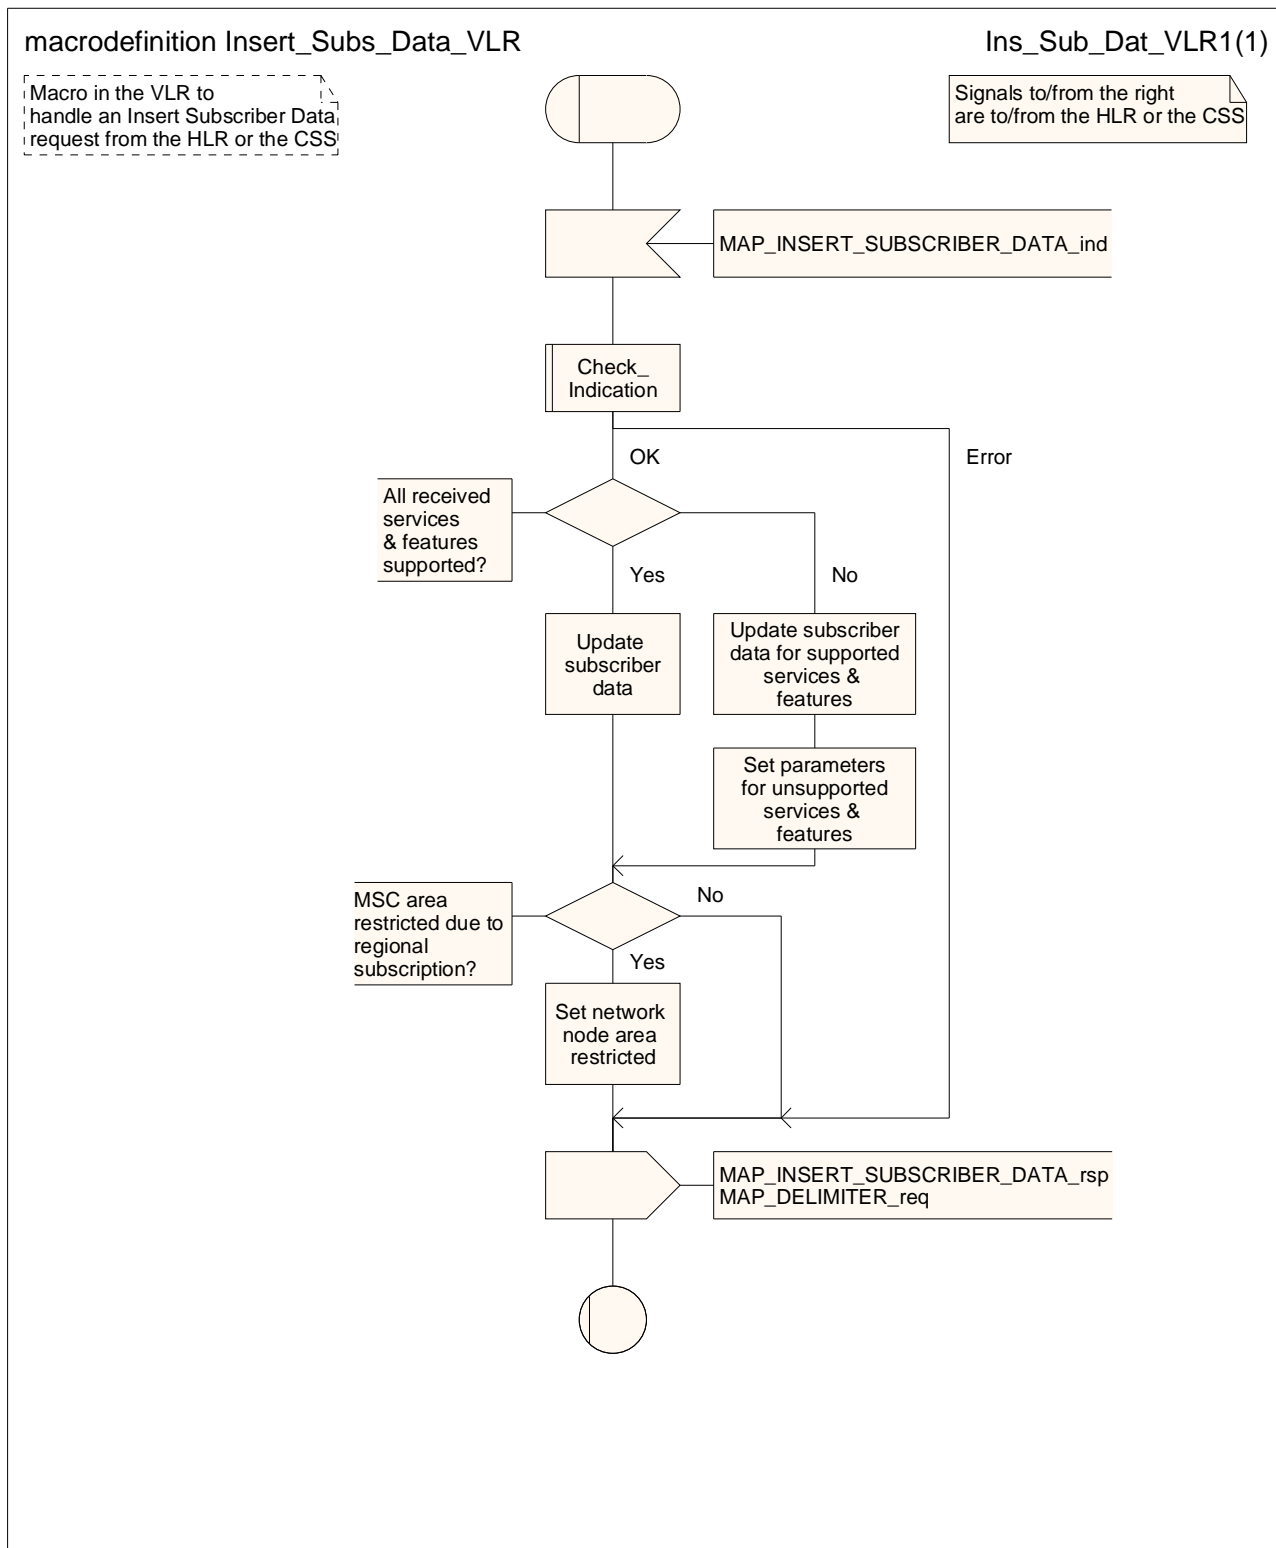 macrodefinition Insert_Subs_Data_VLR
Ins_Sub_Dat_VLR1(1)
Macro in the VLR to
handle an Insert Subscriber Data
request from the HLR or the CSS
Signals to/from the right
are to/from the HLR or the CSS
MAP_INSERT_SUBSCRIBER_DATA_ind
Check_
Indication
OK
Error
All received
services
& features
supported?
Yes
No
Update
subscriber
data
Update subscriber
data for supported
services &
features
Set parameters
for unsupported
services &
features
MSC area
restricted due to
regional
subscription?
No
Yes
Set network
node area
restricted
MAP_INSERT_SUBSCRIBER_DATA_rsp
MAP_DELIMITER_req